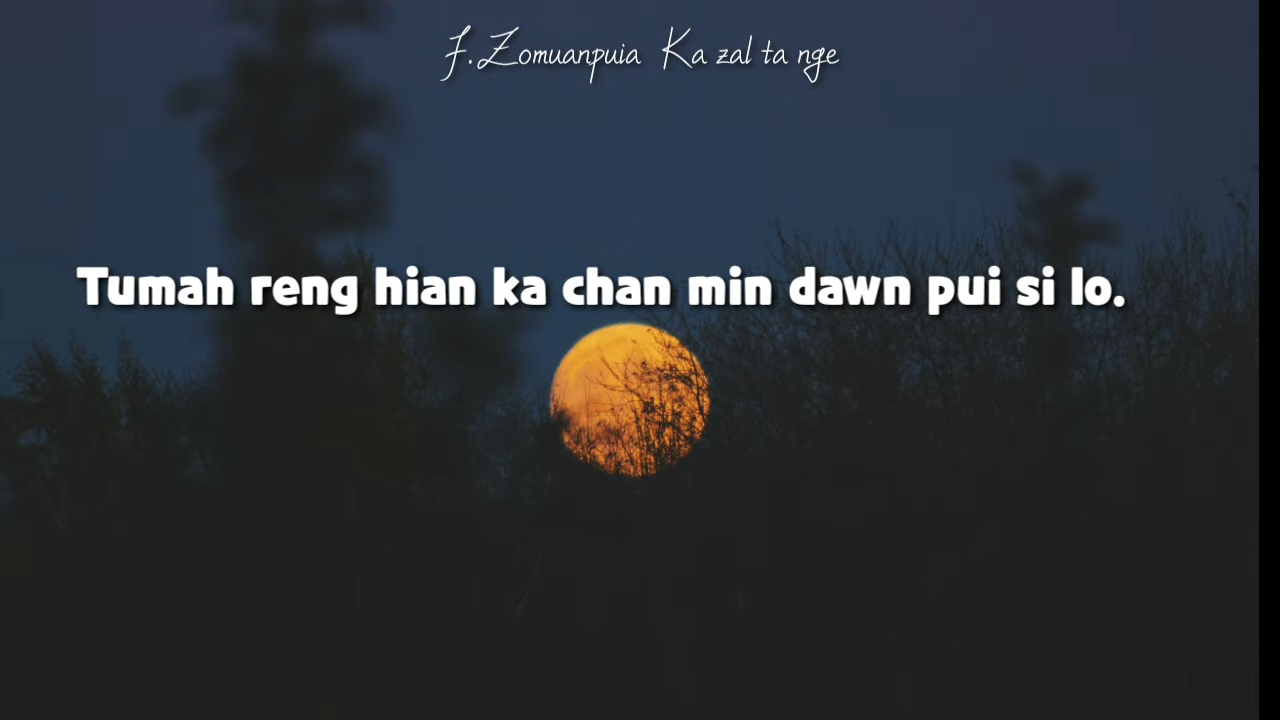 F.Zomuanpuia Ka zal ta nge
Tumah reng hian ka chan min dawn pui si lo.